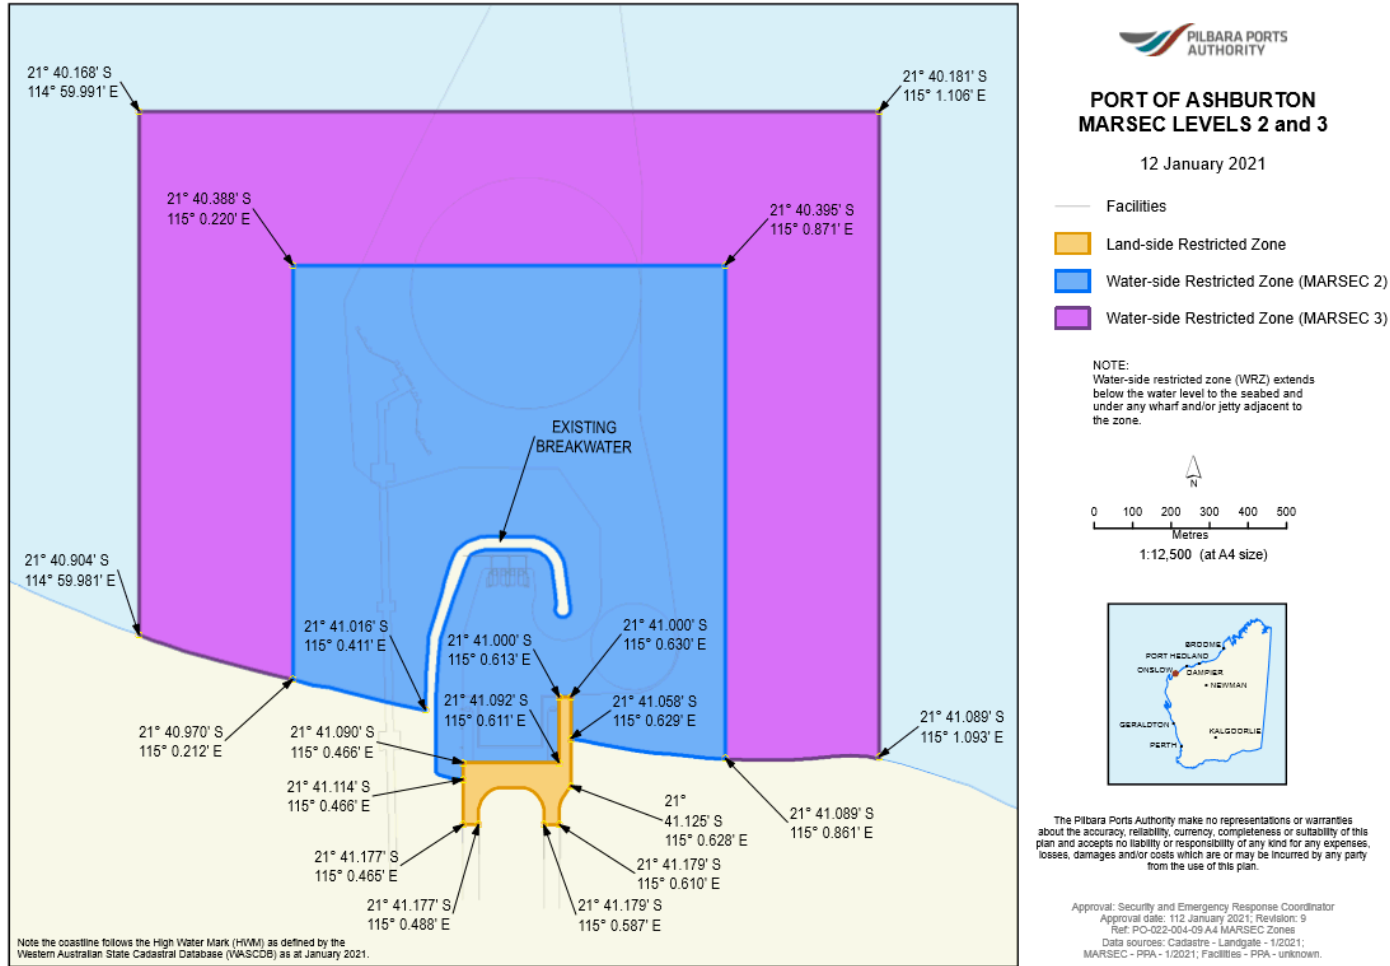 21° 40.168' S
114° 59.991' E
21° 40.181' S
115° 1.106' E
21° 40.388' S
115° 0.220' E
21° 40.395' S
115° 0.871' E
EXISTING
BREAKWATER
21° 40.904' S
114° 59.981' E
21° 41.016' S
115° 0.411' E
21° 41.000' S
115° 0.613' E
21° 41.000' S
115° 0.630' E
21° 41.092' S
115° 0.611' E
21° 41.058' S
115° 0.629' E
21° 40.970' S
115° 0.212' E
21° 41.090' S
115° 0.466' E
21° 41.089' S
115° 1.093' E
21° 41.114' S
115° 0.466' E
21°
41.125' S
115° 0.628' E
21° 41.089' S
115° 0.861' E
21° 41.177' S
115° 0.465' E
21° 41.179' S
115° 0.610' E
21° 41.177' S
115° 0.488' E
21° 41.179' S
115° 0.587' E
Note the coastline follows the High Water Mark (HWM) as defined by the
Western Australian State Cadastral Database (WASCDB) as at January 2021.
PILBARA PORTS
AUTHORITY
PORT OF ASHBURTON
MARSEC LEVELS 2 and 3
12 January 2021
Facilities
Land-side Restricted Zone
Water-side Restricted Zone (MARSEC 2)
Water-side Restricted Zone (MARSEC 3)
NOTE:
Water-side restricted zone (WRZ) extends
below the water level to the seabed and
under any wharf and/or jetty adjacent to
the zone.
N
0 100 200 300 400 500
Metres
1:12,500 (at A4 size)
BROOME
PORT HEDLAND
ONSLOW
DAMPIER
NEWMAN
GERALDTON
KALGOORLIE
PERTH
The Pilbara Ports Authority make no representations or warranties
about the accuracy, reliability, currency, completeness or suitability of this
plan and accepts no liability or responsibility of any kind for any expenses,
losses, damages and/or costs which are or may be incurred by any party
from the use of this plan.
Approval: Security and Emergency Response Coordinator
Approval date: 112 January 2021; Revision: 9
Ref: PO-022-004-09 A4 MARSEC Zones
Data sources: Cadastre - Landgate - 1/2021;
MARSEC - PPA - 1/2021; Facilities - PPA - unknown.